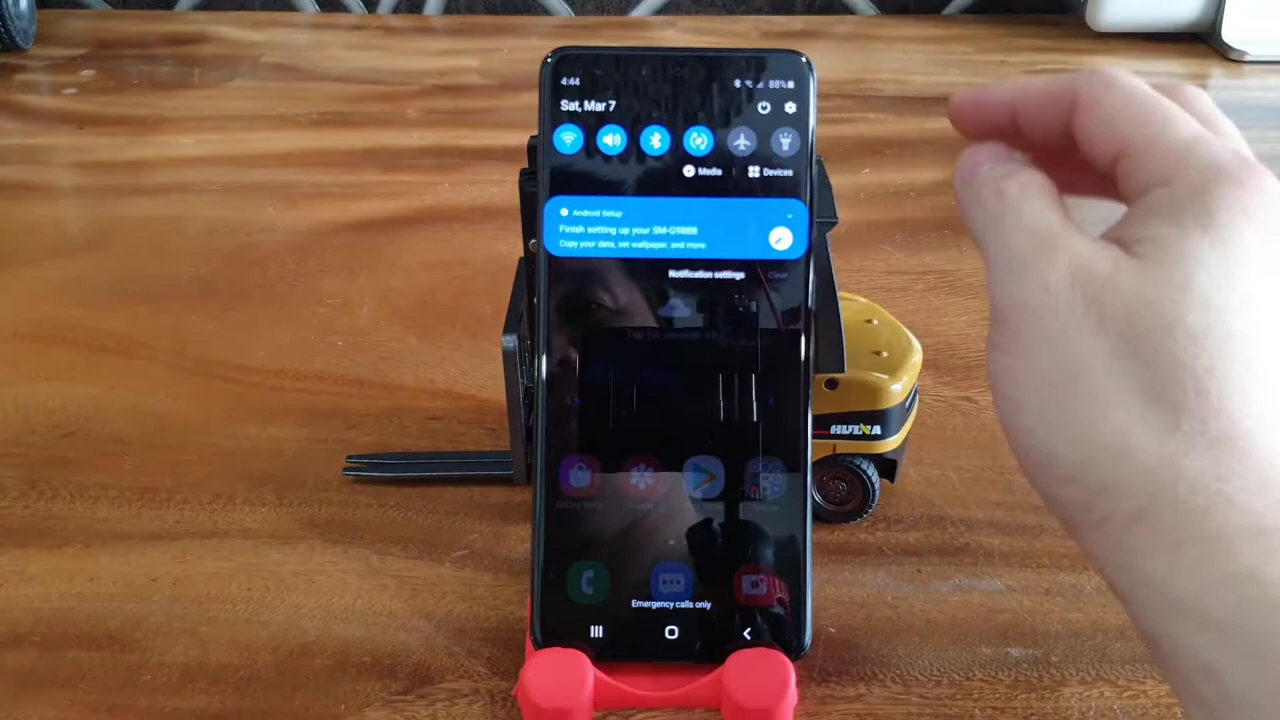 4:44
88%
Sat, Mar 7
Media
Devices
Android Setup
Finish setting up your SM-G988B
Copy your data, set wallpaper, and more
Notification settings
Clear
HUINA
Emergency calls only